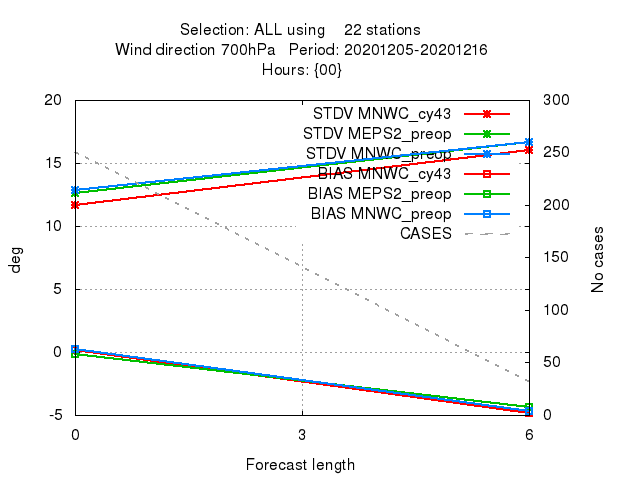 Selection: ALL using    22 stations
Wind direction 700hPa   Period: 20201205-20201216
Hours: {00}
20
15
10
5
0
-5
300
250
200
150
100
50
0
0
3
6
STDV MNWC_cy43
STDV MEPS2_preop
STDV MNWC_preop
BIAS MNWC_cy43
BIAS MEPS2_preop
BIAS MNWC_preop
CASES
deg
No cases
Forecast length